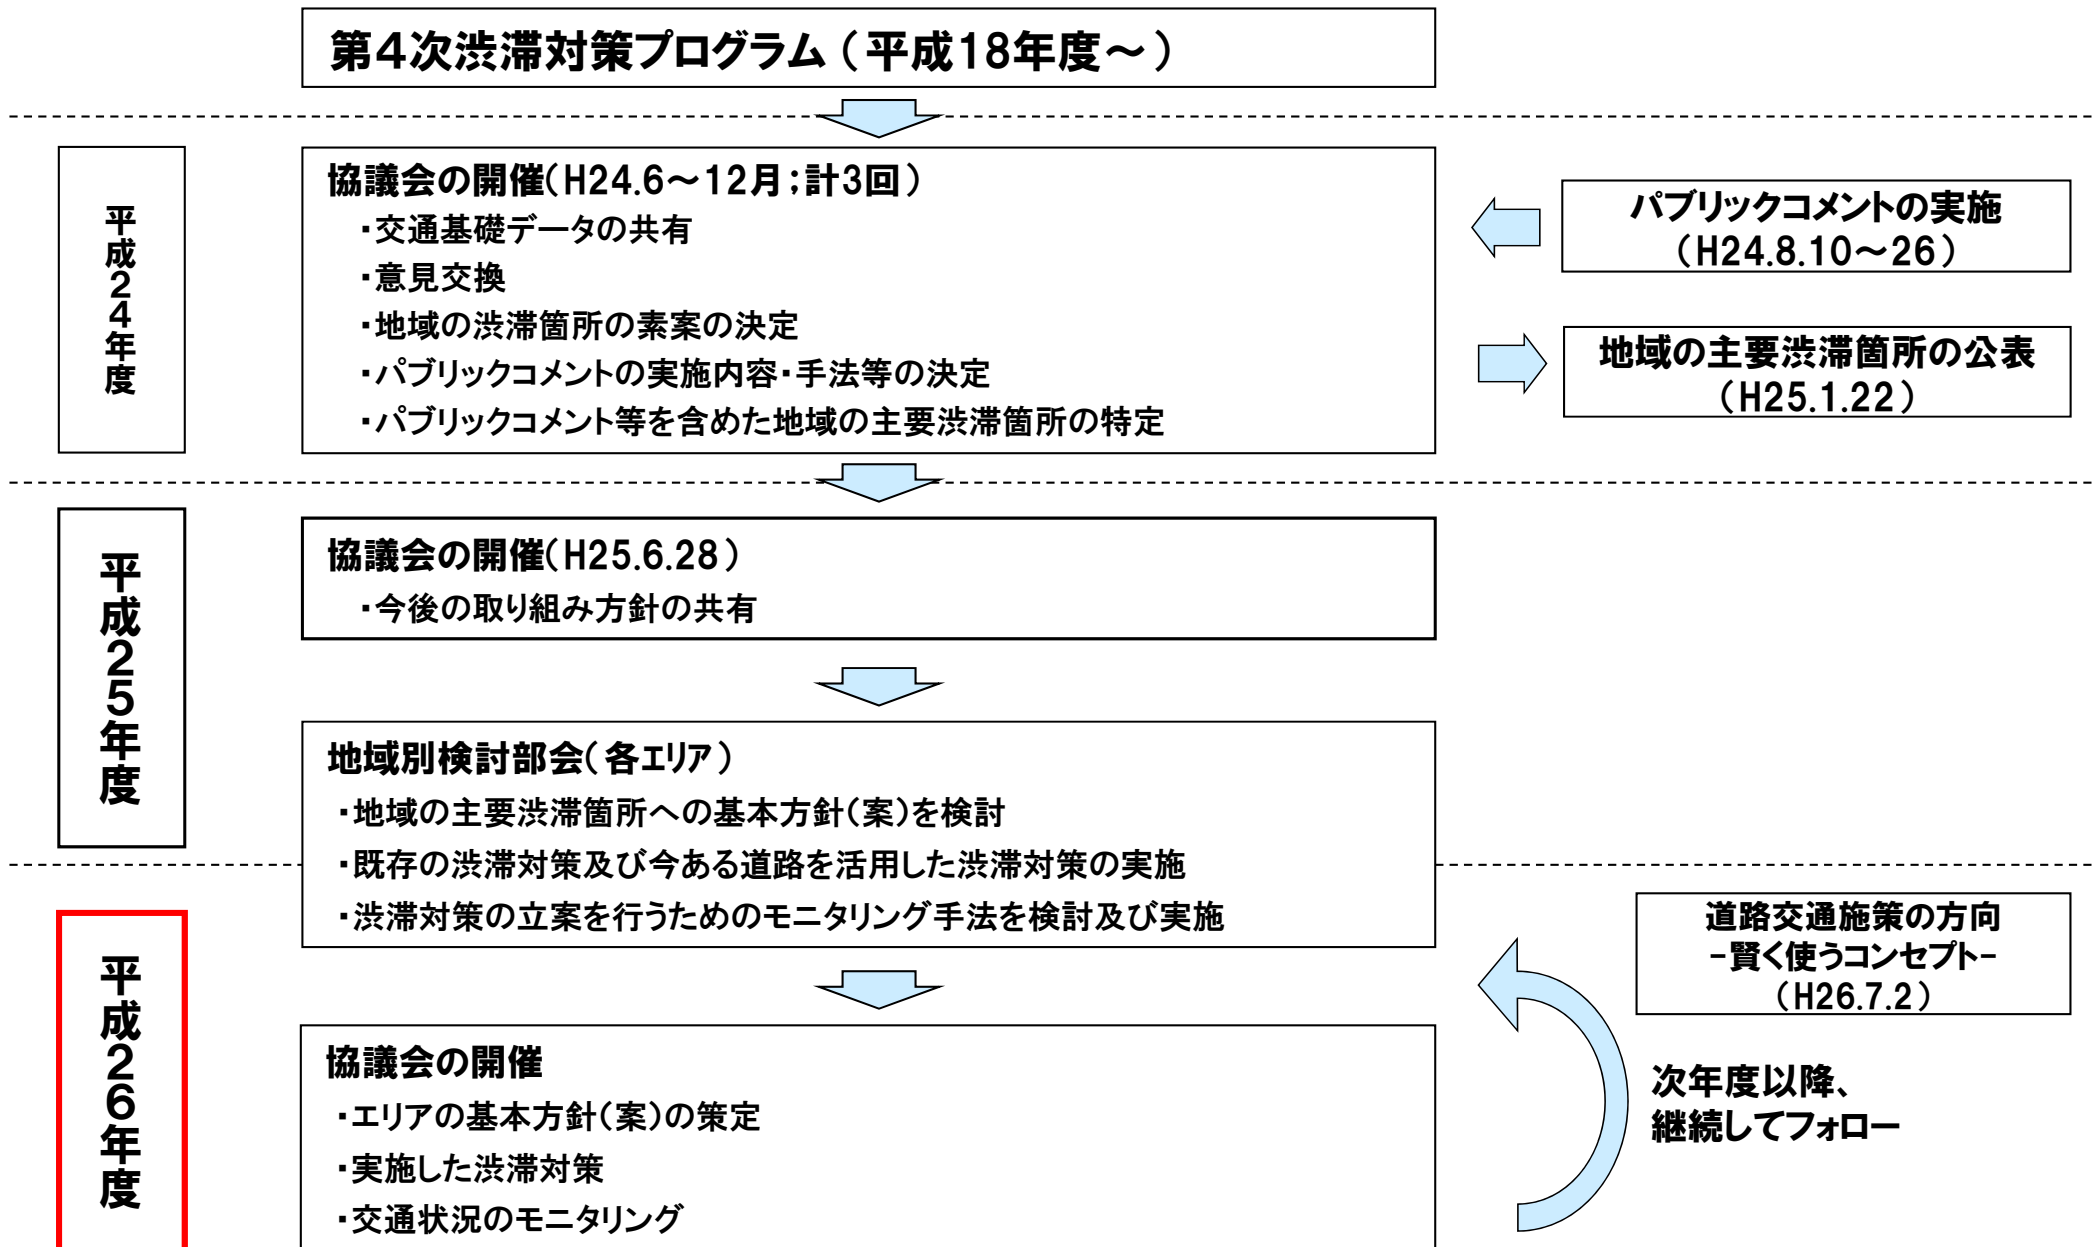 第4次渋滞対策プログラム（平成18年度～）
平成24年度
協議会の開催(H24.6～12月;計3回)
・交通基礎データの共有
・意見交換
・地域の渋滞箇所の素案の決定
・パブリックコメントの実施内容・手法等の決定
・パブリックコメント等を含めた地域の主要渋滞箇所の特定
パブリックコメントの実施
（H24.8.10～26）
地域の主要渋滞箇所の公表
（H25.1.22）
平成25年度
協議会の開催(H25.6.28)
・今後の取り組み方針の共有
地域別検討部会(各エリア)
・地域の主要渋滞箇所への基本方針(案)を検討
・既存の渋滞対策及び今ある道路を活用した渋滞対策の実施
・渋滞対策の立案を行うためのモニタリング手法を検討及び実施
平成26年度
協議会の開催
・エリアの基本方針(案)の策定
・実施した渋滞対策
・交通状況のモニタリング
道路交通施策の方向
-賢く使うコンセプト-
（H26.7.2）
次年度以降、
継続してフォロー